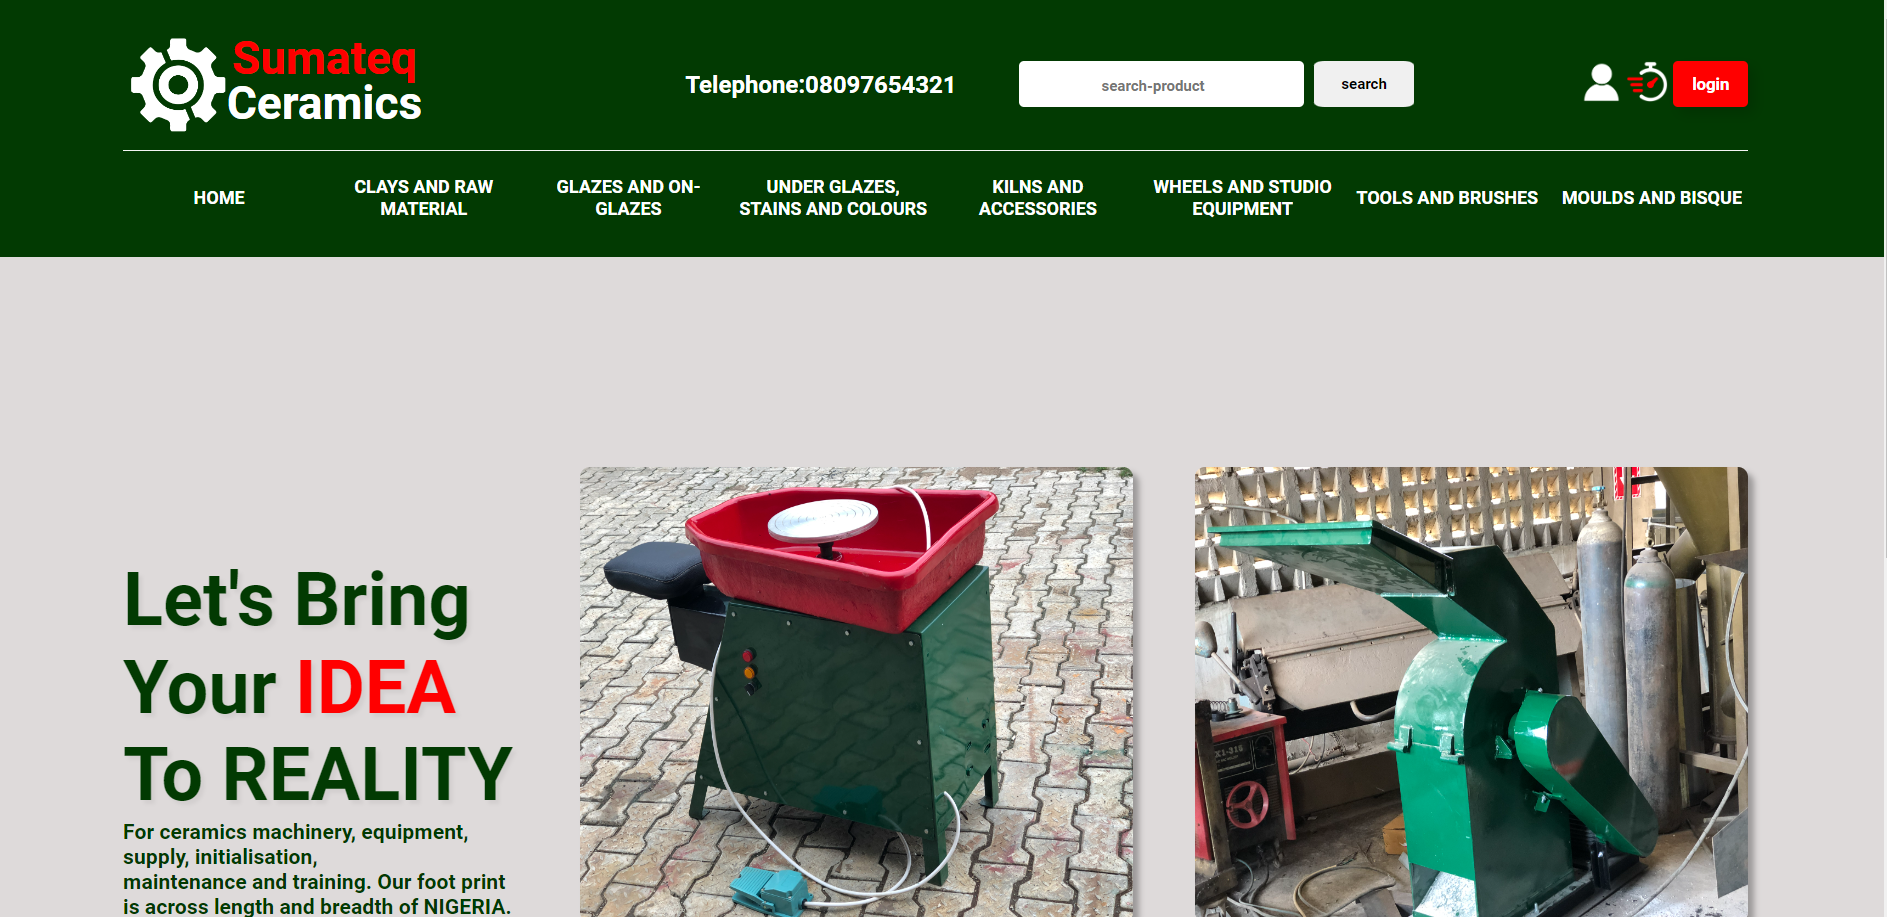 Sumateq
Ceramics
Telephone:08097654321
search-product
search
login
HOME
CLAYS AND RAW
MATERIAL
GLAZES AND ON-
GLAZES
UNDER GLAZES,
STAINS AND COLOURS
KILNS AND
ACCESSORIES
WHEELS AND STUDIO
EQUIPMENT
TOOLS AND BRUSHES
MOULDS AND BISQUE
Let's Bring
Your IDEA
To REALITY
For ceramics machinery, equipment,
supply, initialisation,
maintenance and training. Our foot print
is across length and breadth of NIGERIA.